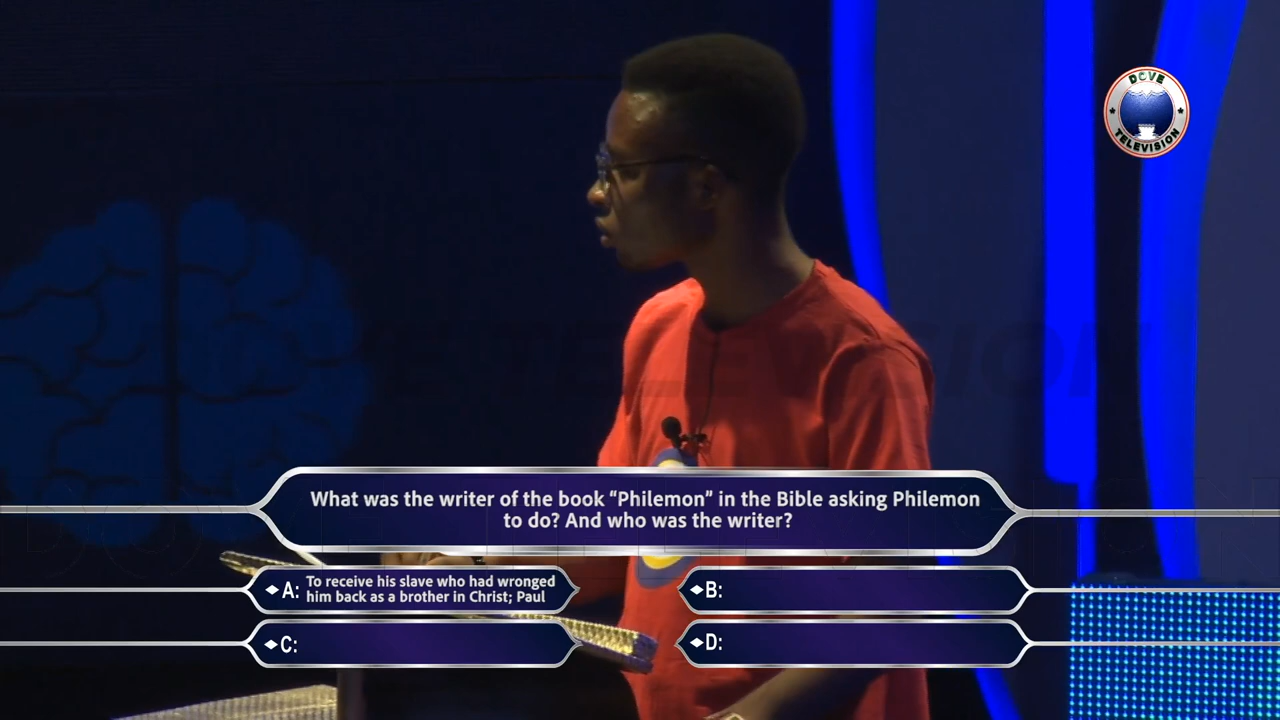 DOVE
TELEVISION
What was the writer of the book “Philemon” in the Bible asking Philemon
to do? And who was the writer?
A: To receive his slave who had wronged
him back as a brother in Christ; Paul
B:
C:
D: